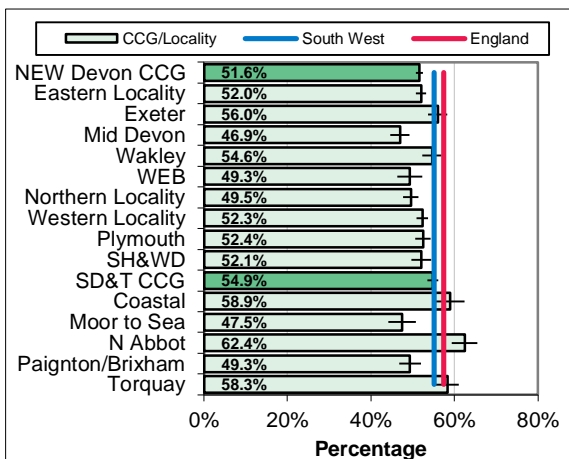 CCG/Locality South West England
NEW Devon CCG 51.6%
Eastern Locality 52.0%
Exeter 56.0%
Mid Devon 46.9%
Wakley 54.6%
WEB 49.3%
Northern Locality 49.5%
Western Locality 52.3%
Plymouth 52.4%
SH&WD 52.1%
SD&T CCG 54.9%
Coastal 58.9%
Moor to Sea 47.5%
N Abbot 62.4%
Paignton/Brixham 49.3%
Torquay 58.3%
0% 20% 40% 60% 80%
Percentage